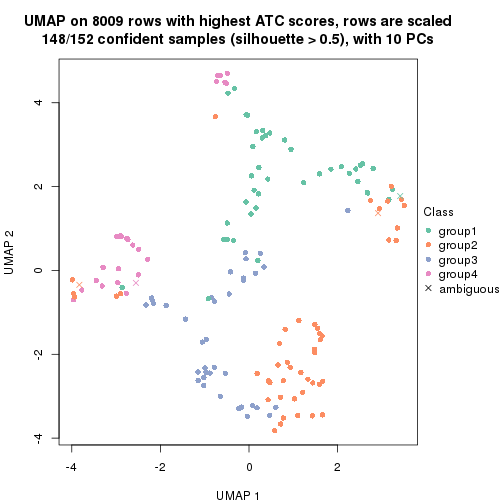 UMAP on 8009 rows with highest ATC scores, rows are scaled
148/152 confident samples (silhouette > 0.5), with 10 PCs
4
2
0
-2
-4
UMAP 2
-4
-2
0
2
UMAP 1
Class
group1
group2
group3
group4
ambiguous